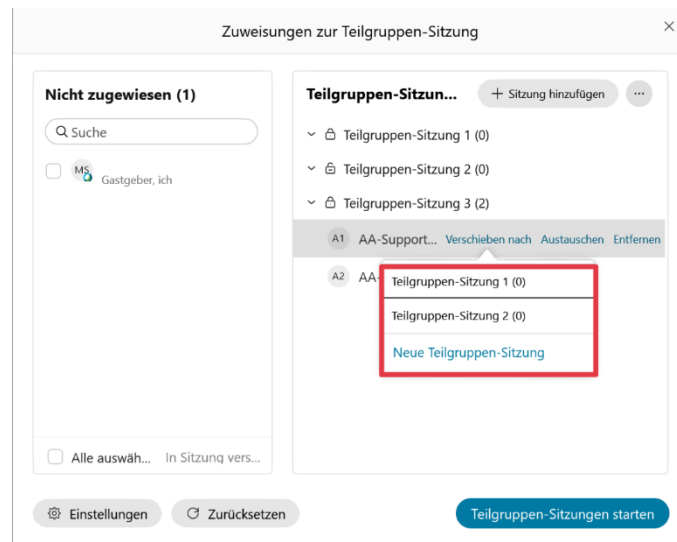 Zuweisungen zur Teilgruppen-Sitzung
Nicht zugewiesen (1)
Suche
MS
Gastgeber, ich
Alle auswäh... In Sitzung vers...
Teilgruppen-Sitzun... + Sitzung hinzufügen ...
Teilgruppen-Sitzung 1 (0)
Teilgruppen-Sitzung 2 (0)
Teilgruppen-Sitzung 3 (2)
A1 AA-Support... Verschieben nach Austauschen Entfernen
A2 AA-
Teilgruppen-Sitzung 1 (0)
Teilgruppen-Sitzung 2 (0)
Neue Teilgruppen-Sitzung
Einstellungen Zurücksetzen Teilgruppen-Sitzungen starten